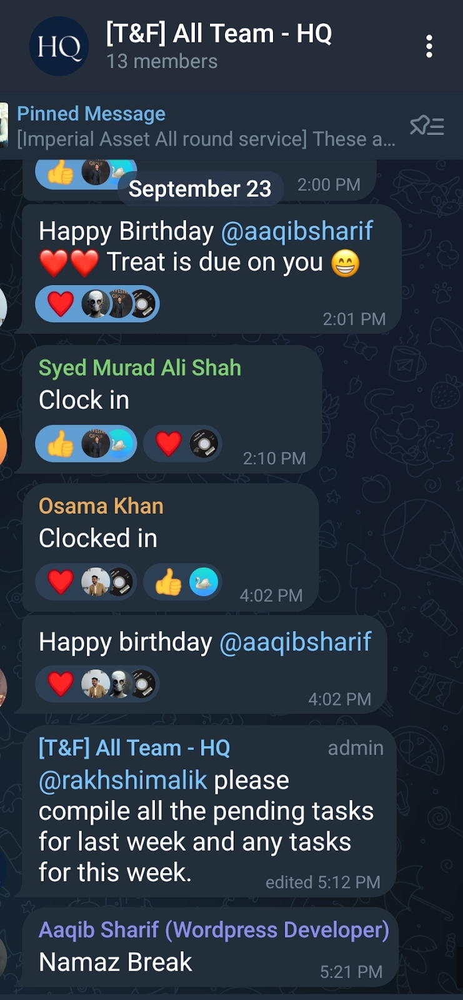 HQ
[T&F] All Team - HQ
13 members
Pinned Message
[Imperial Asset All round service] These a...
2:00 PM
September 23
Happy Birthday @aaqibsharif
❤️❤️ Treat is due on you 😁
2:01 PM
Syed Murad Ali Shah
Clock in
2:10 PM
Osama Khan
Clocked in
4:02 PM
Happy birthday @aaqibsharif
4:02 PM
[T&F] All Team - HQ admin
@rakhshimalik please
compile all the pending tasks
for last week and any tasks
for this week.
edited 5:12 PM
Aaqib Sharif (Wordpress Developer)
Namaz Break
5:21 PM